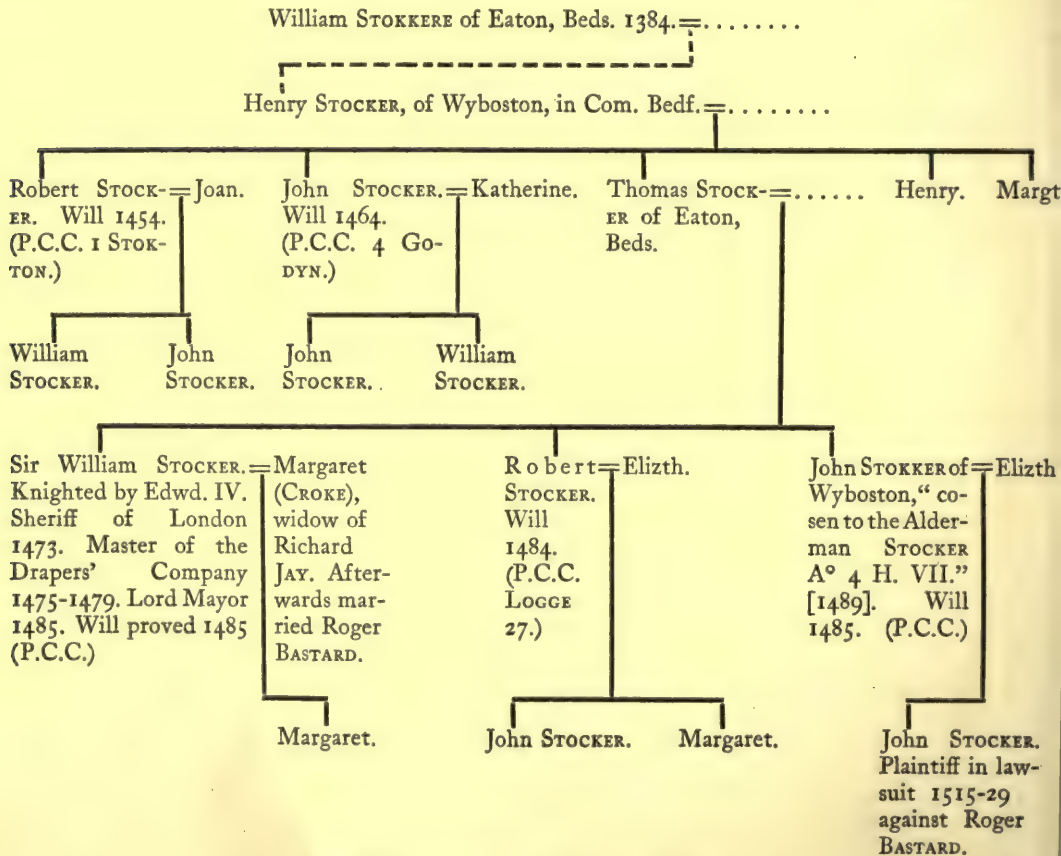 William STOKKERE of Eaton, Beds. 1384.=........
Henry STOCKER, of Wyboston, in Com. Bedf.=........
Robert STOCK-=Joan.
ER. Will 1454.
(P.C.C. 1 STOK-
TON.)
John STOCKER.=Katherine.
Will 1464.
(P.C.C. 4 Go-
DYN.)
Thomas STOCK-=......
ER of Eaton,
Beds.
Henry.
Margt
William
STOCKER.
John
STOCKER.
John
STOCKER.
William
STOCKER.
Sir William STOCKER.=
Knighted by Edwd. IV.
Sheriff of London
1473. Master of the
Drapers' Company
1475-1479. Lord Mayor
1485. Will proved 1485
(P.C.C.)
Margaret
(CROKE),
widow of
Richard
JAY. After-
wards mar-
ried Roger
BASTARD.
Robert=Elizth.
STOCKER.
Will
1484.
(P.C.C.
LOGGE
27.)
John STOKKER of=Elizth
Wyboston, “co-
sen to the Alder-
man STOCKER
A° 4 H. VII.”
[1489]. Will
1485. (P.C.C.)
Margaret.
John STOCKER.
Margaret.
John STOCKER.
Plaintiff in law-
suit 1515-29
against Roger
BASTARD.